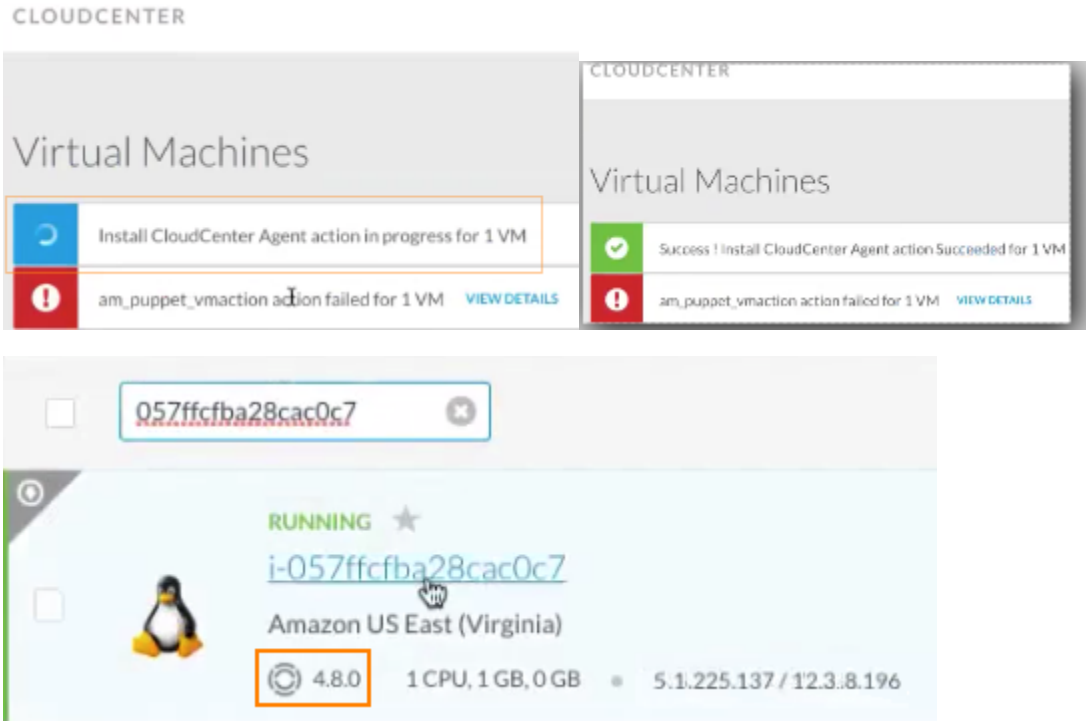 CLOUDCENTER
Virtual Machines
Install CloudCenter Agent action in progress for 1 VM
am_puppet_vmaction action failed for 1 VM VIEW DETAILS
CLOUDCENTER
Virtual Machines
Success ! Install CloudCenter Agent action Succeeded for 1 VM
am_puppet_vmaction action failed for 1 VM VIEW DETAILS
057ffcfba28cac0c7
RUNNING
i-057ffcfba28cac0c7
Amazon US East (Virginia)
4.8.0 1 CPU, 1 GB, 0 GB 5.1.225.137 / 12.3.8.196